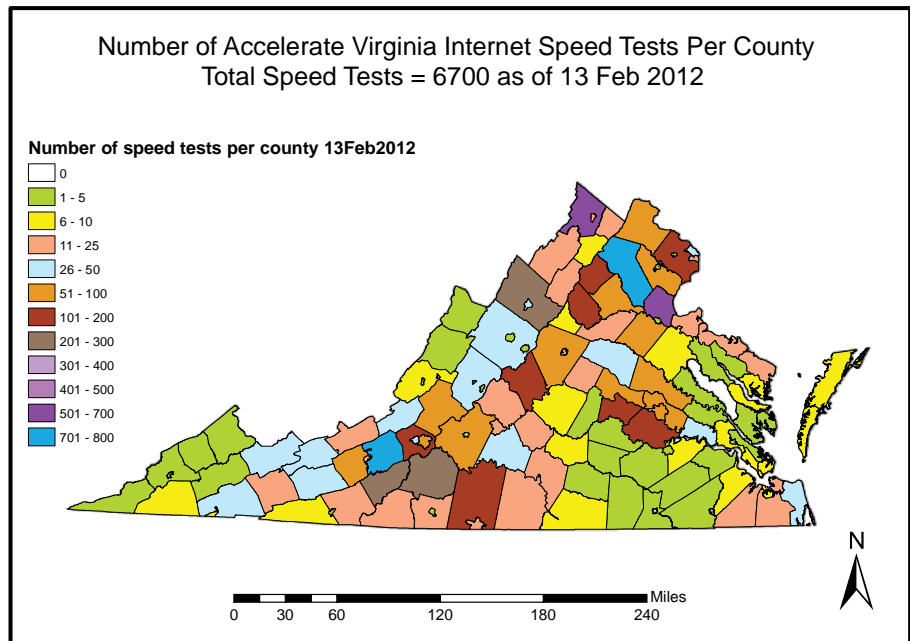 Number of Accelerate Virginia Internet Speed Tests Per County
Total Speed Tests = 6700 as of 13 Feb 2012
Number of speed tests per county 13Feb2012
0
1 - 5
6 - 10
11 - 25
26 - 50
51 - 100
101 - 200
201 - 300
301 - 400
401 - 500
501 - 700
701 - 800
N
Miles
0 30 60 120 180 240